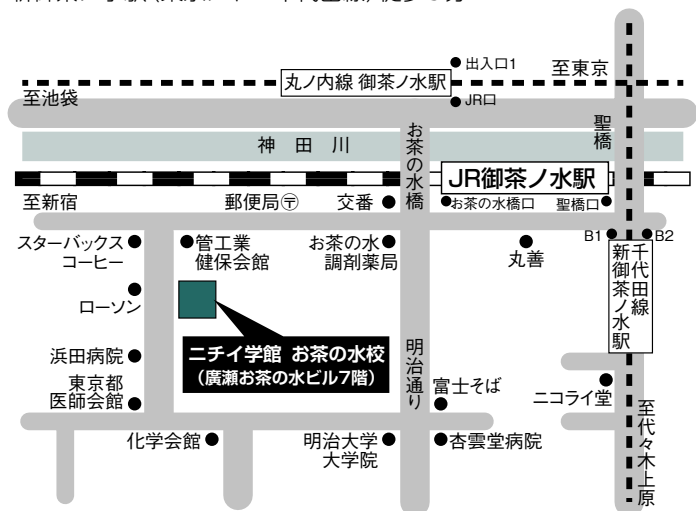 出入口1
至東京
丸ノ内線 御茶ノ水駅
至池袋
JR口
聖橋
お茶の水橋
神田川
JR御茶ノ水駅
至新宿
郵便局〒
交番
お茶の水橋口
聖橋口
B1
B2
スターバックス
コーヒー
管工業
健保会館
お茶の水
調剤薬局
丸善
千代田線
新御茶ノ水駅
ローソン
ニチイ学館 お茶の水校
(廣瀬お茶の水ビル7階)
浜田病院
明治通り
東京都
医師会館
富士そば
ニコライ堂
至代々木上原
化学会館
明治大学
大学院
杏雲堂病院